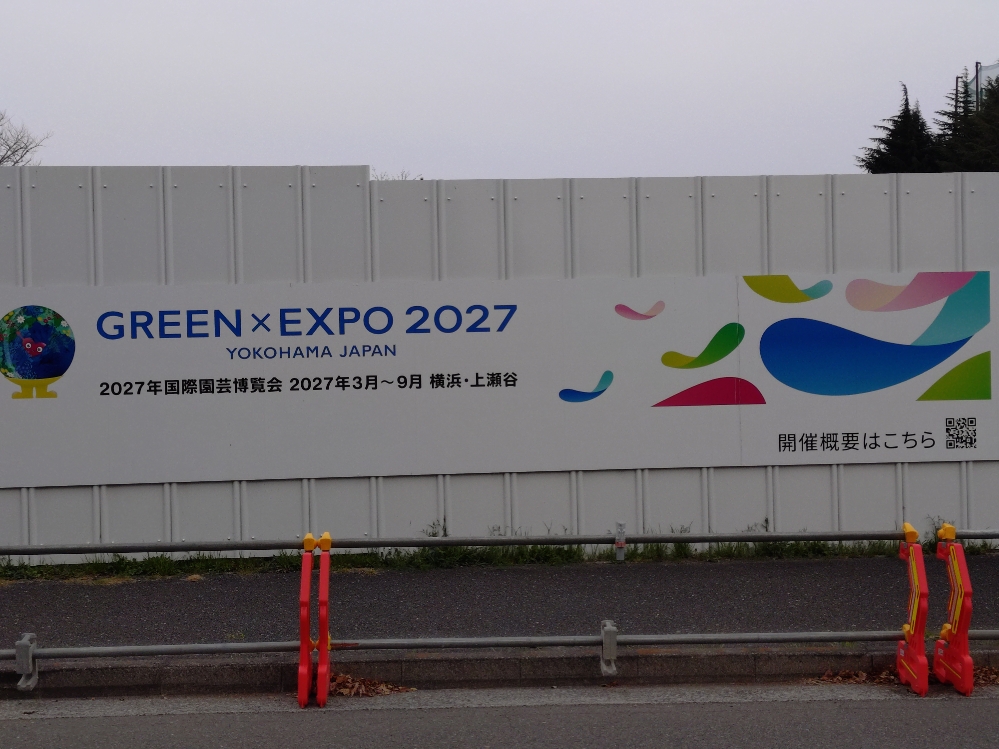 GREEN×EXPO 2027
YOKOHAMA JAPAN
2027年国際園芸博覧会 2027年3月～9月 横浜・上瀬谷
開催概要はこちら